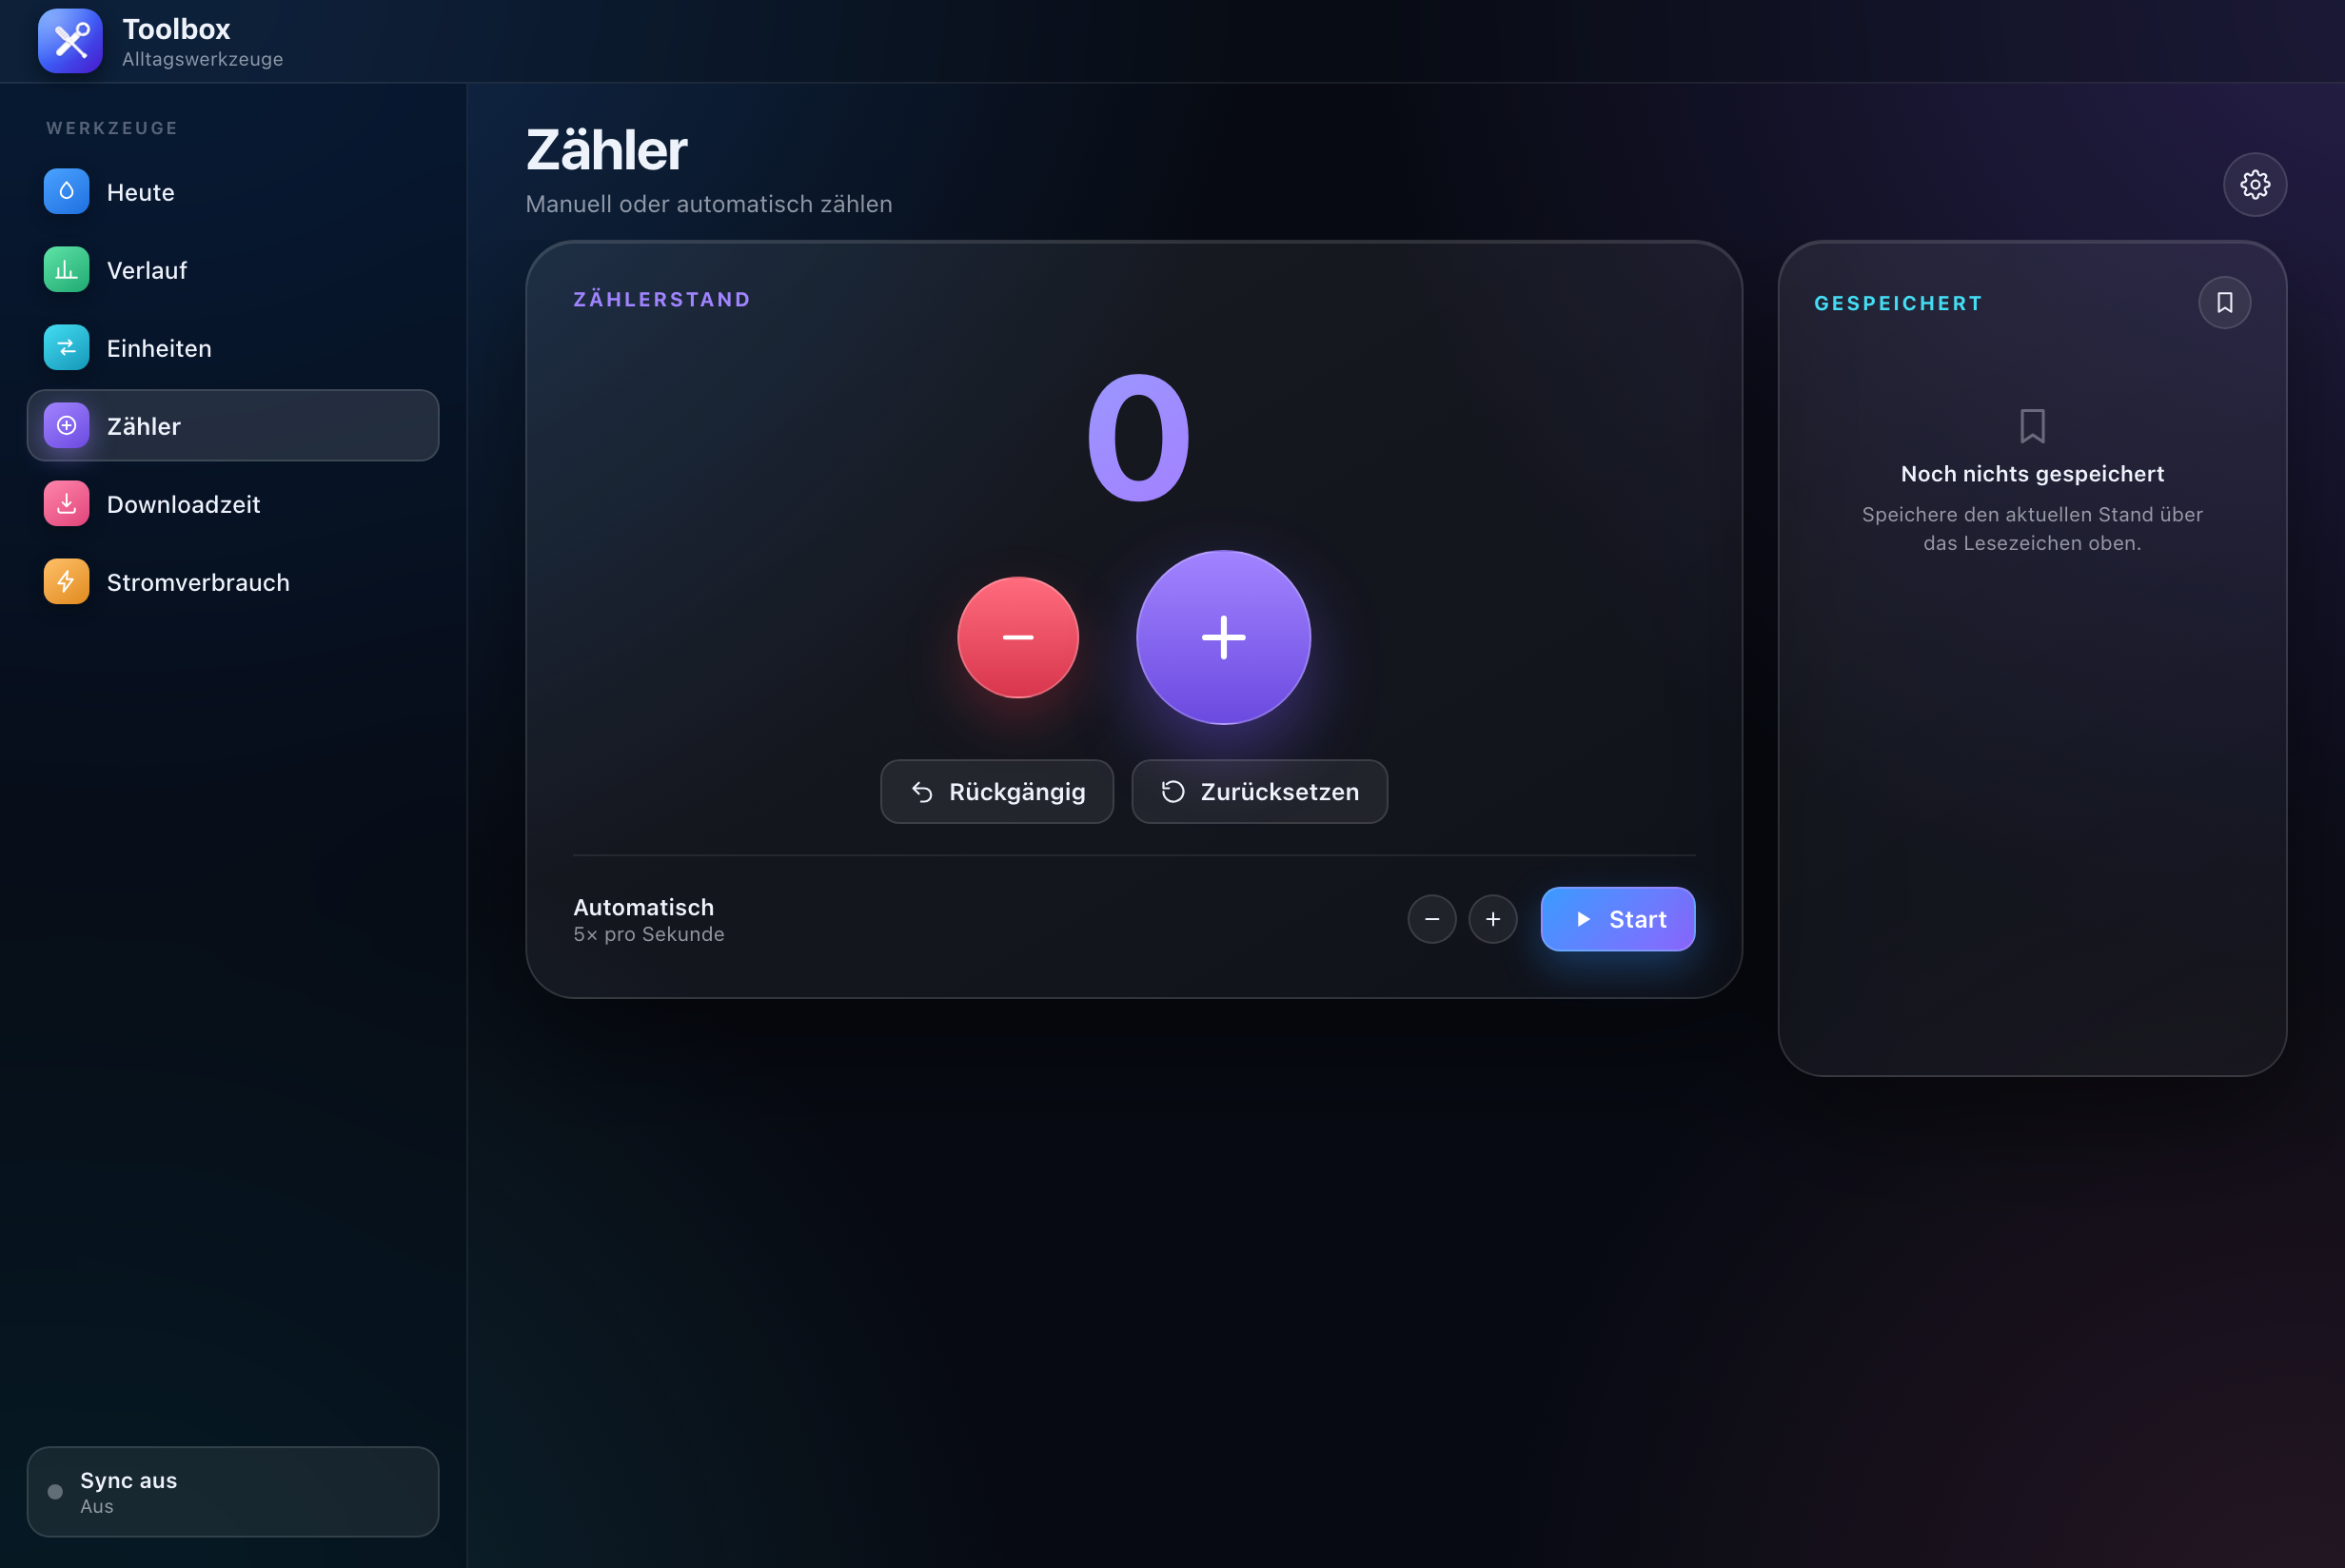 Toolbox
Alltagswerkzeuge
WERKZEUGE
Heute
Verlauf
Einheiten
Zähler
Downloadzeit
Stromverbrauch
Sync aus
Aus
Zähler
Manuell oder automatisch zählen
ZÄHLERSTAND
0
Rückgängig
Zurücksetzen
Automatisch
5× pro Sekunde
Start
GESPEICHERT
Noch nichts gespeichert
Speichere den aktuellen Stand über
das Lesezeichen oben.